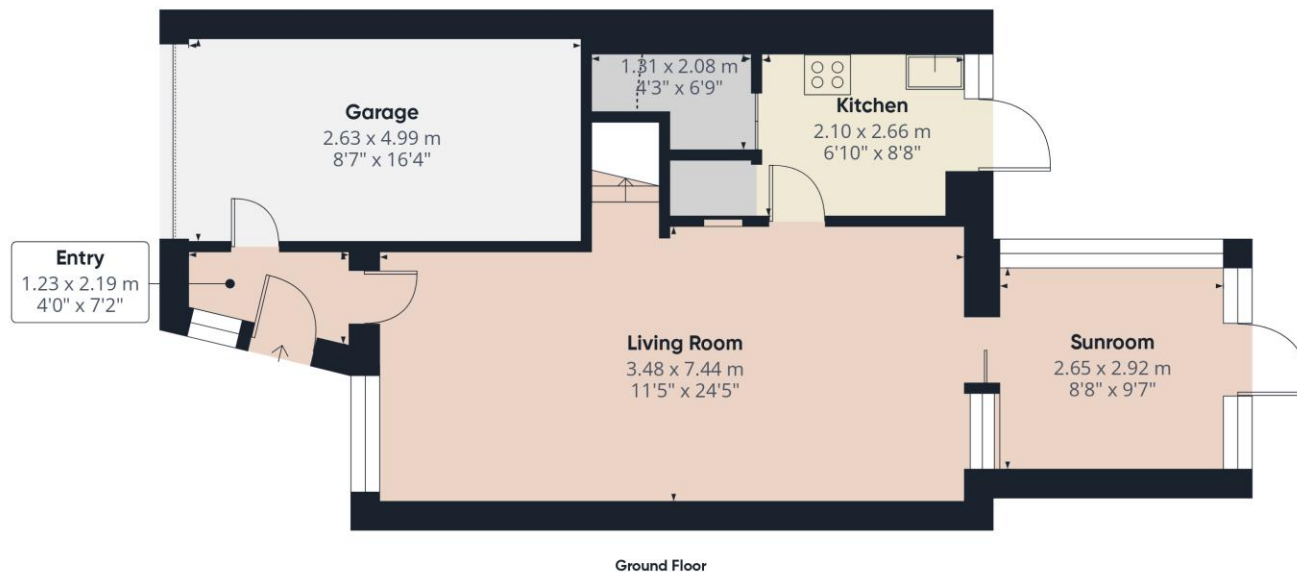 Garage
2.63 x 4.99 m
8'7" x 16'4"
1.31 x 2.08 m
4'3" x 6'9"
Kitchen
2.10 x 2.66 m
6'10" x 8'8"
Entry
1.23 x 2.19 m
4'0" x 7'2"
Living Room
3.48 x 7.44 m
11'5" x 24'5"
Sunroom
2.65 x 2.92 m
8'8" x 9'7"
Ground Floor